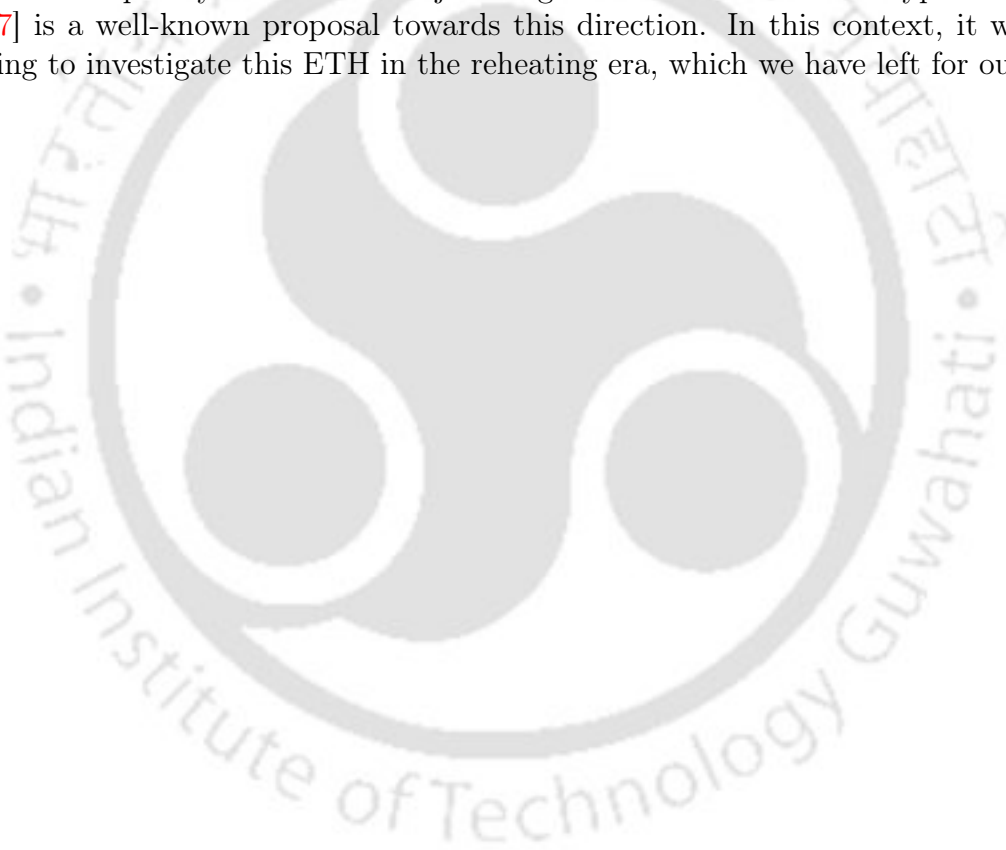 7] is a well-known proposal towards this direction. In this context, it w
ing to investigate this ETH in the reheating era, which we have left for ou
• Indian Institute of Technology Guwahati •